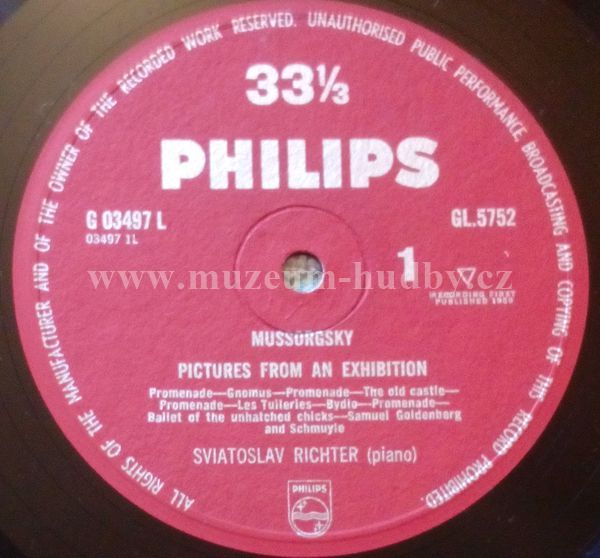 ALL RIGHTS OF THE MANUFACTURER AND OF THE OWNER OF THE RECORDED WORK RESERVED. UNAUTHORISED PUBLIC PERFORMANCE, BROADCASTING AND COPYING OF THIS RECORD PROHIBITED.
33⅓
PHILIPS
G 03497 L
03497 1L
GL.5752
1
www.muzeum-hudby.cz
RECORDING FIRST
PUBLISHED
MUSSORGSKY
PICTURES FROM AN EXHIBITION
Promenade—Gnomus—Promenade—The old castle—
Promenade—Les Tuileries—Bydlo—Promenade—
Ballet of the unhatched chicks—Samuel Goldenberg
and Schmuyle
SVIATOSLAV RICHTER (piano)
PHILIPS